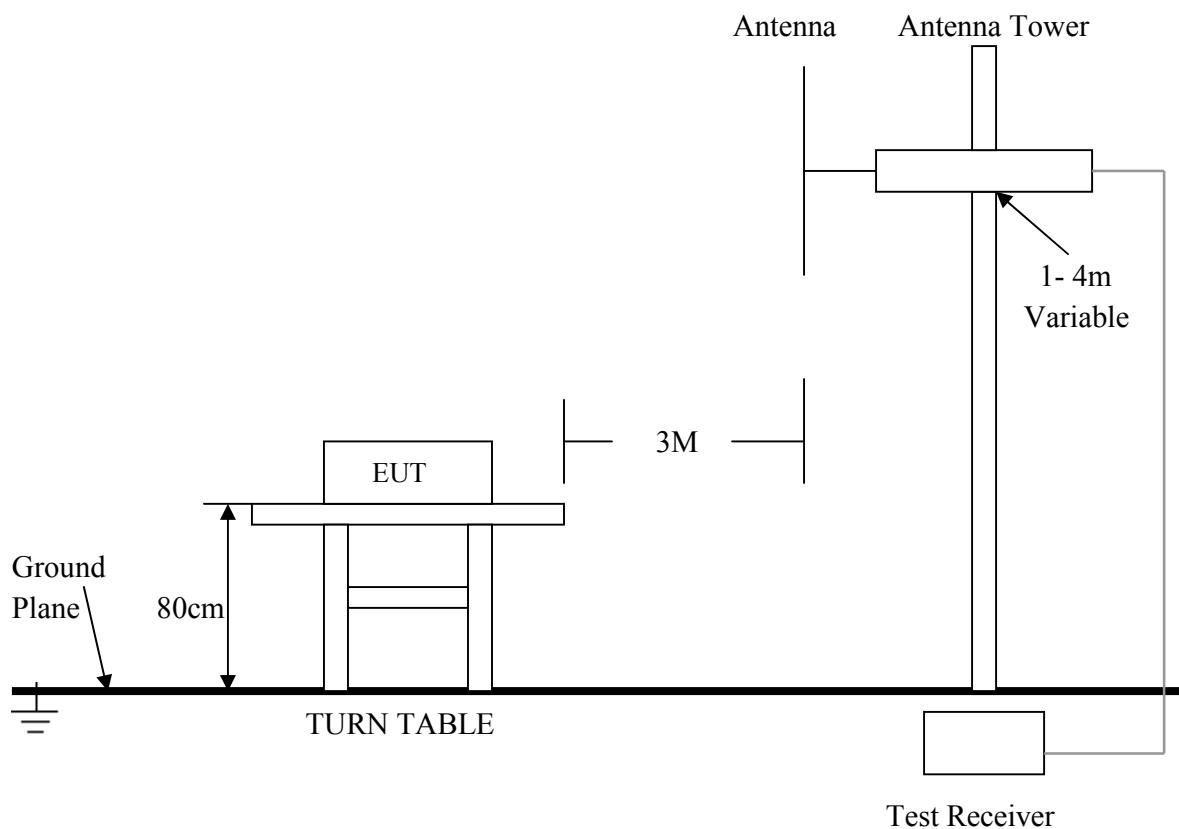 Antenna
Antenna Tower
1- 4m
Variable
3M
EUT
Ground
Plane
80cm
TURN TABLE
Test Receiver